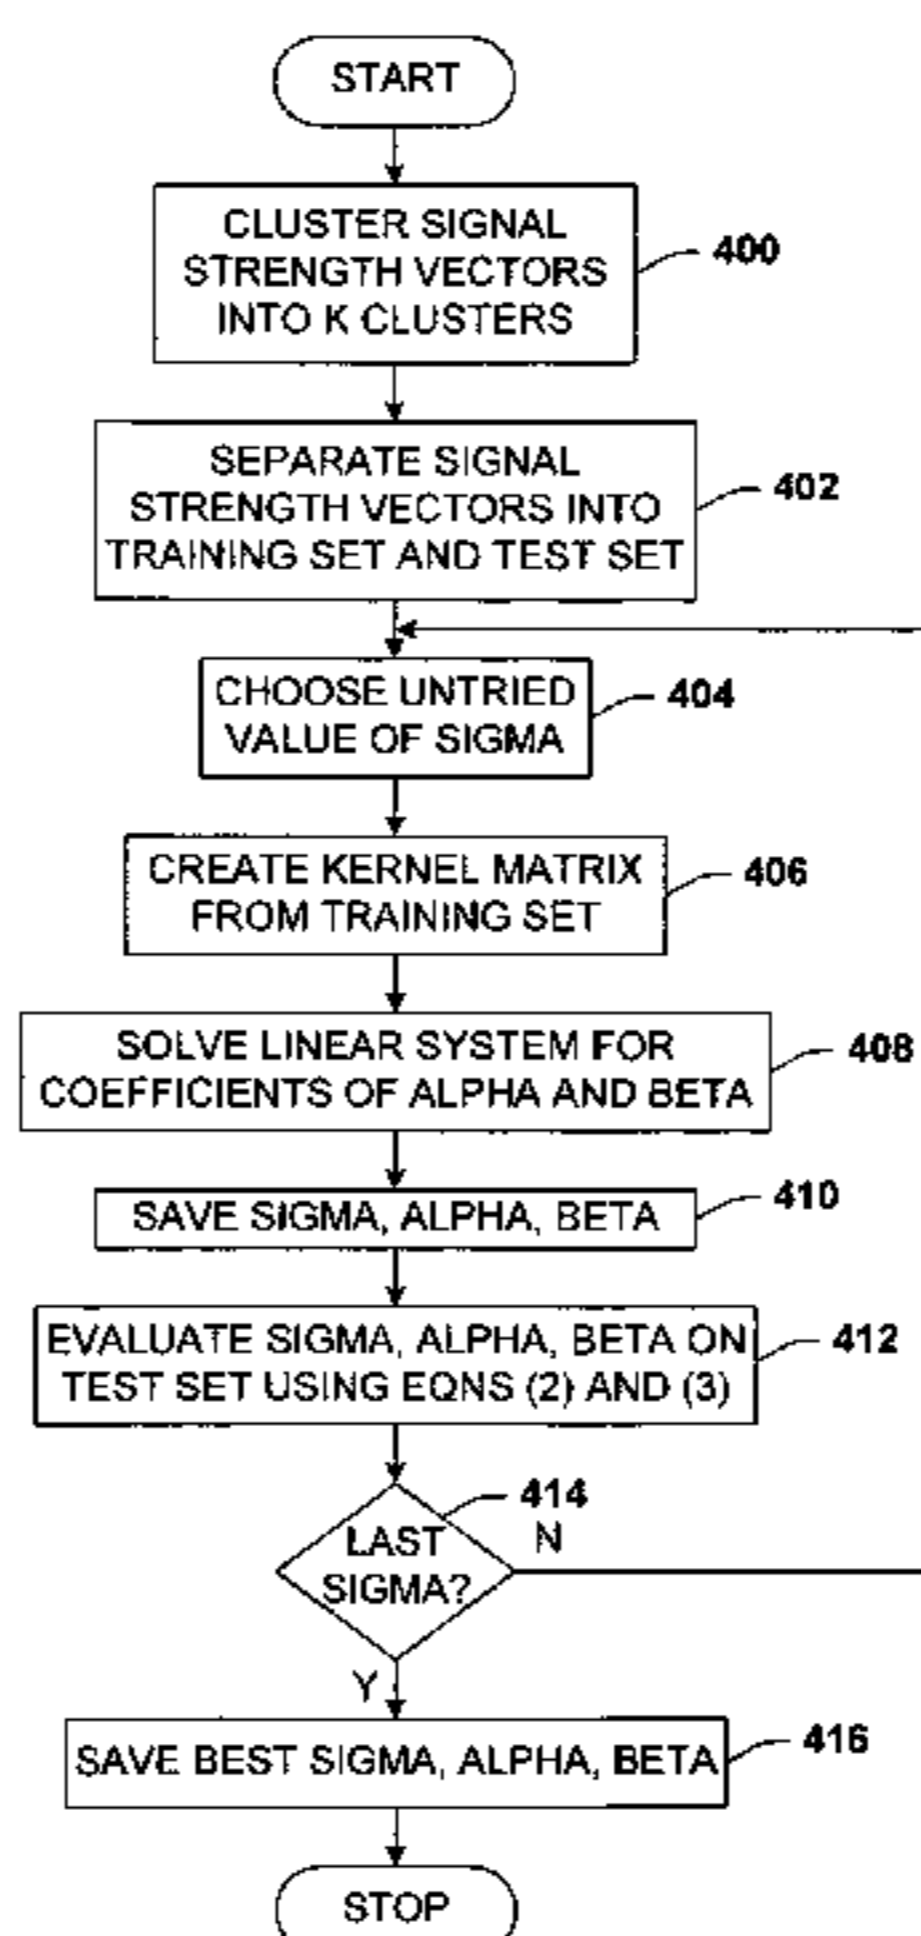 START
CLUSTER SIGNAL
STRENGTH VECTORS
INTO K CLUSTERS
400
SEPARATE SIGNAL
STRENGTH VECTORS INTO
TRAINING SET AND TEST SET
402
CHOOSE UNTRIED
VALUE OF SIGMA
404
CREATE KERNEL MATRIX
FROM TRAINING SET
406
SOLVE LINEAR SYSTEM FOR
COEFFICIENTS OF ALPHA AND BETA
408
SAVE SIGMA, ALPHA, BETA
410
EVALUATE SIGMA, ALPHA, BETA ON
TEST SET USING EQNS (2) AND (3)
412
414
LAST
SIGMA?
N
Y
SAVE BEST SIGMA, ALPHA, BETA
416
STOP